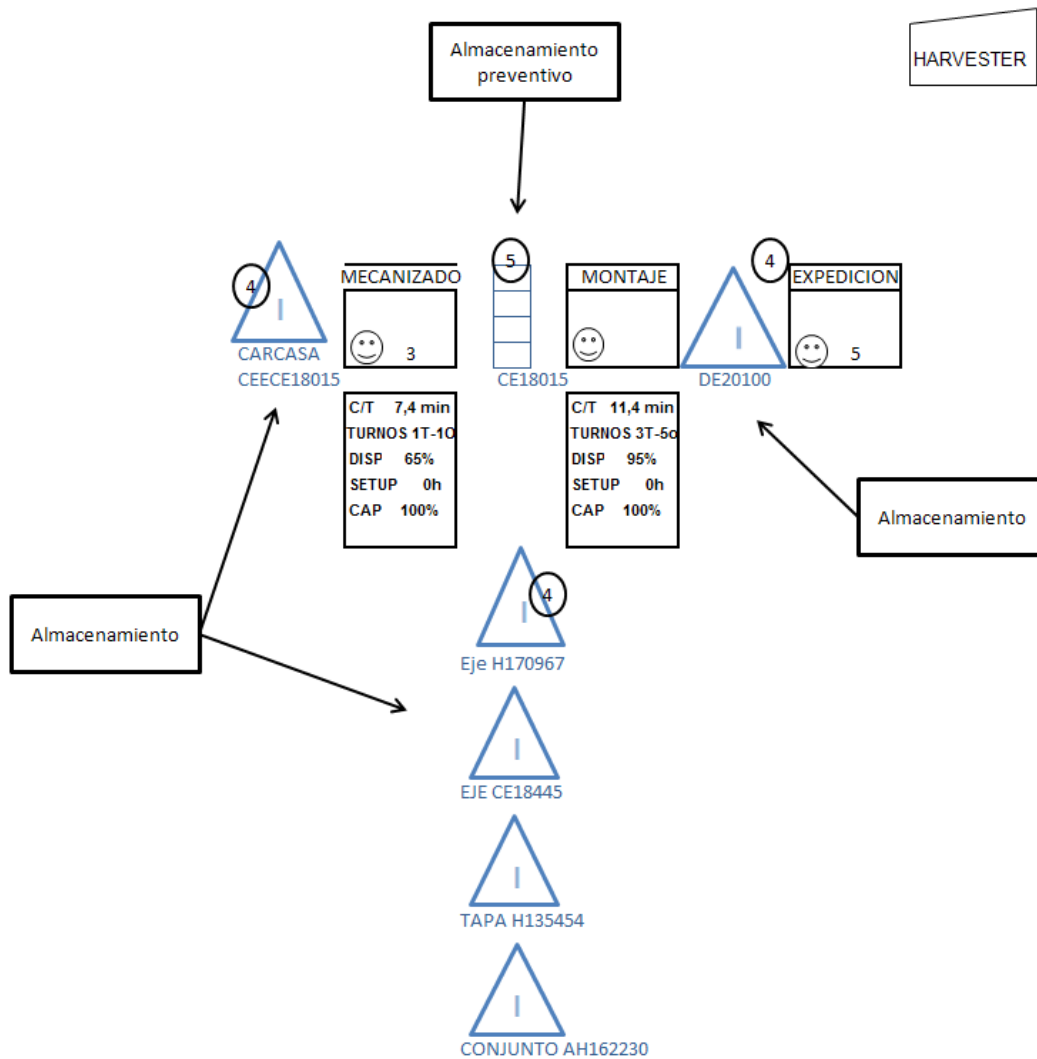 Almacenamiento
preventivo
HARVESTER
4
I
CARCASA
CEECE18015
MECANIZADO
3
C/T 7,4 min
TURNOS 1T-1O
DISP 65%
SETUP 0h
CAP 100%
5
CE18015
MONTAJE
C/T 11,4 min
TURNOS 3T-5o
DISP 95%
SETUP 0h
CAP 100%
4
I
DE20100
EXPEDICION
5
Almacenamiento
Almacenamiento
4
I
Eje H170967
I
EJE CE18445
I
TAPA H135454
I
CONJUNTO AH162230